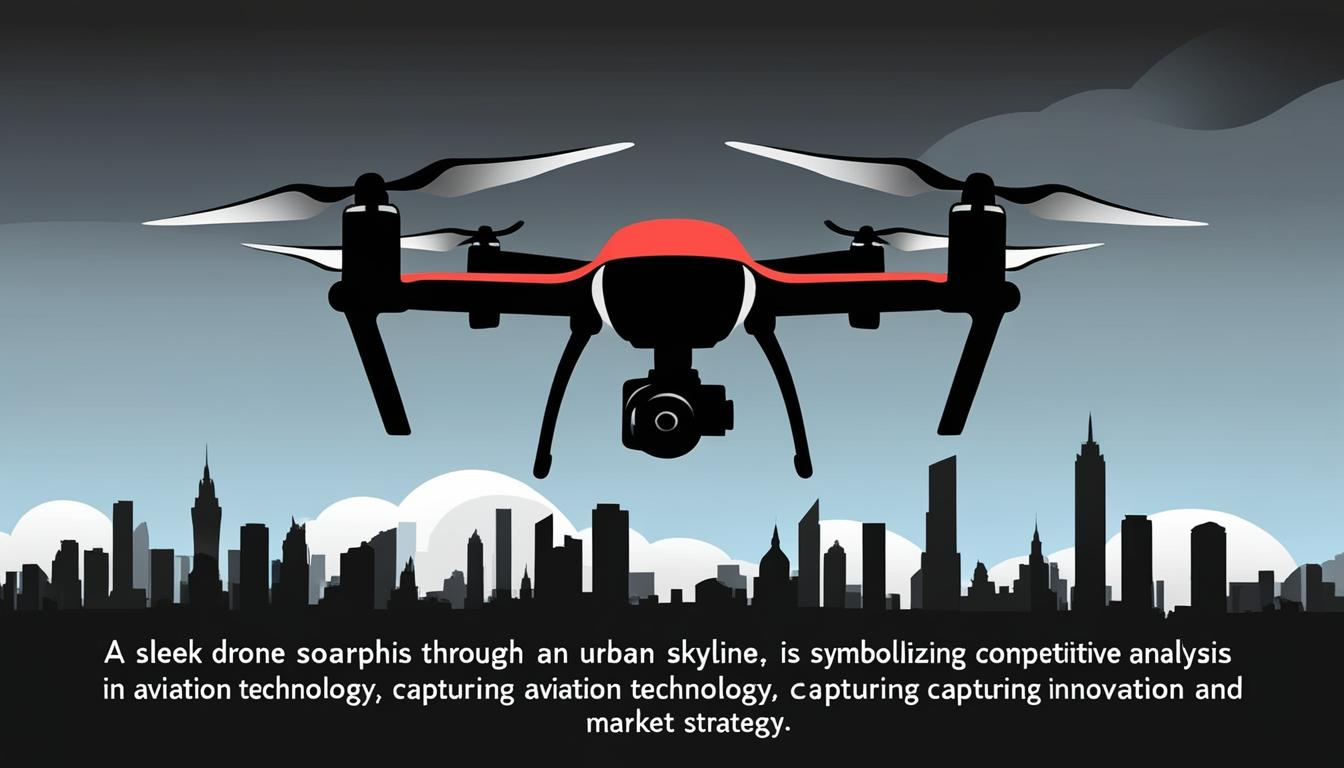 A sleek drone soarphis through an urban skyline, is symbollizing conpetiitive analysis
in aviation technology, capturing aviation technology, capturing capturing innovation and
market strategy.